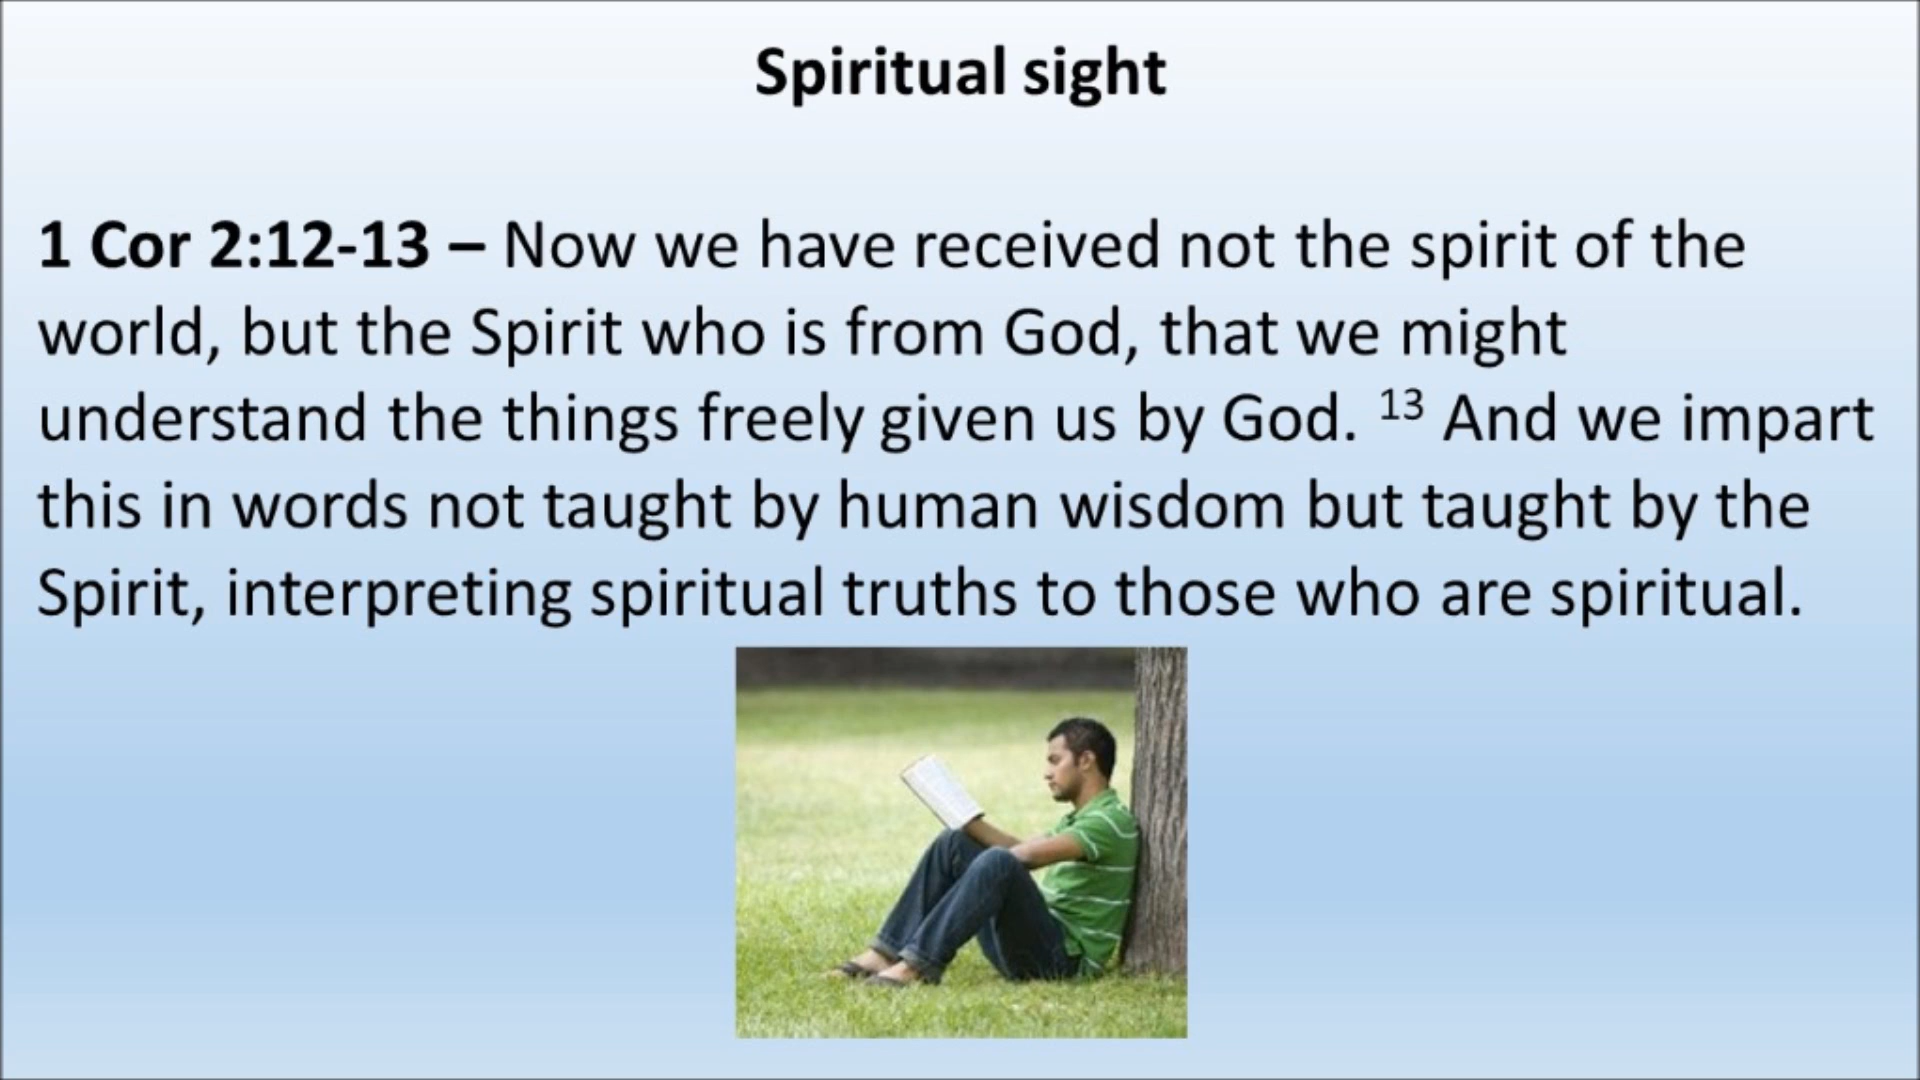 Spiritual sight
1 Cor 2:12-13 – Now we have received not the spirit of the
world, but the Spirit who is from God, that we might
understand the things freely given us by God. ¹³ And we impart
this in words not taught by human wisdom but taught by the
Spirit, interpreting spiritual truths to those who are spiritual.